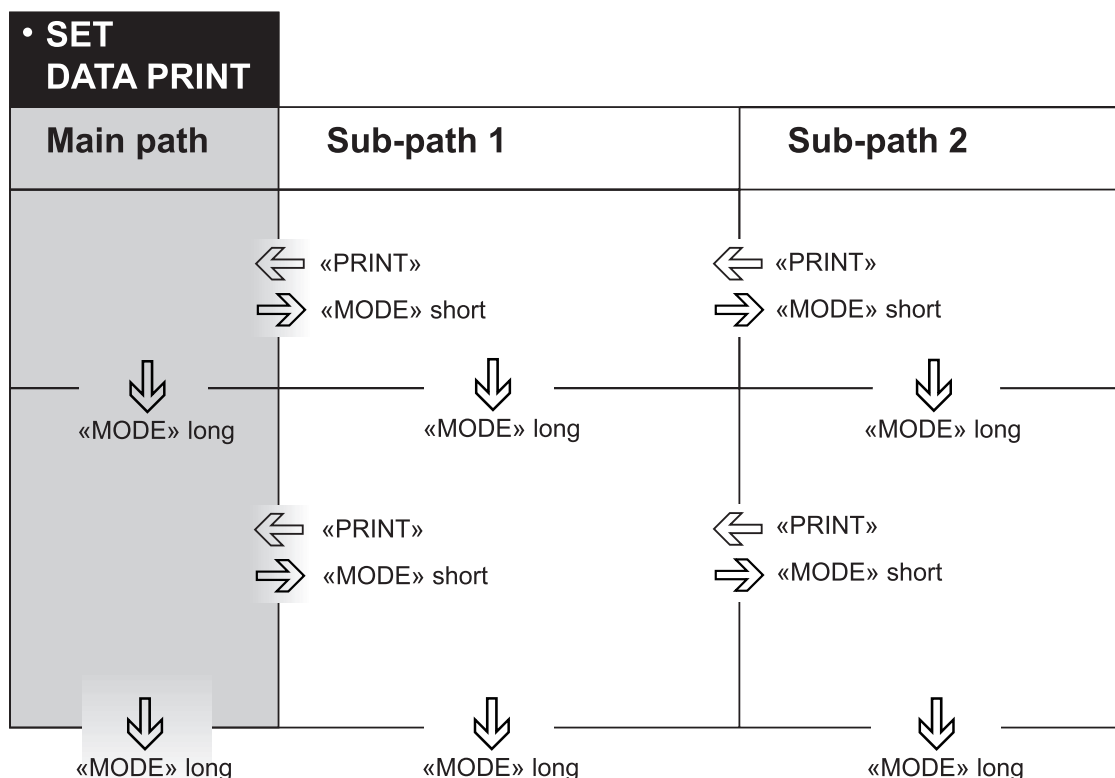 • SET
DATA PRINT
Main path
Sub-path 1
Sub-path 2
«PRINT»
«PRINT»
«MODE» short
«MODE» short
«MODE» long
«MODE» long
«MODE» long
«PRINT»
«PRINT»
«MODE» short
«MODE» short
«MODE» long
«MODE» long
«MODE» long